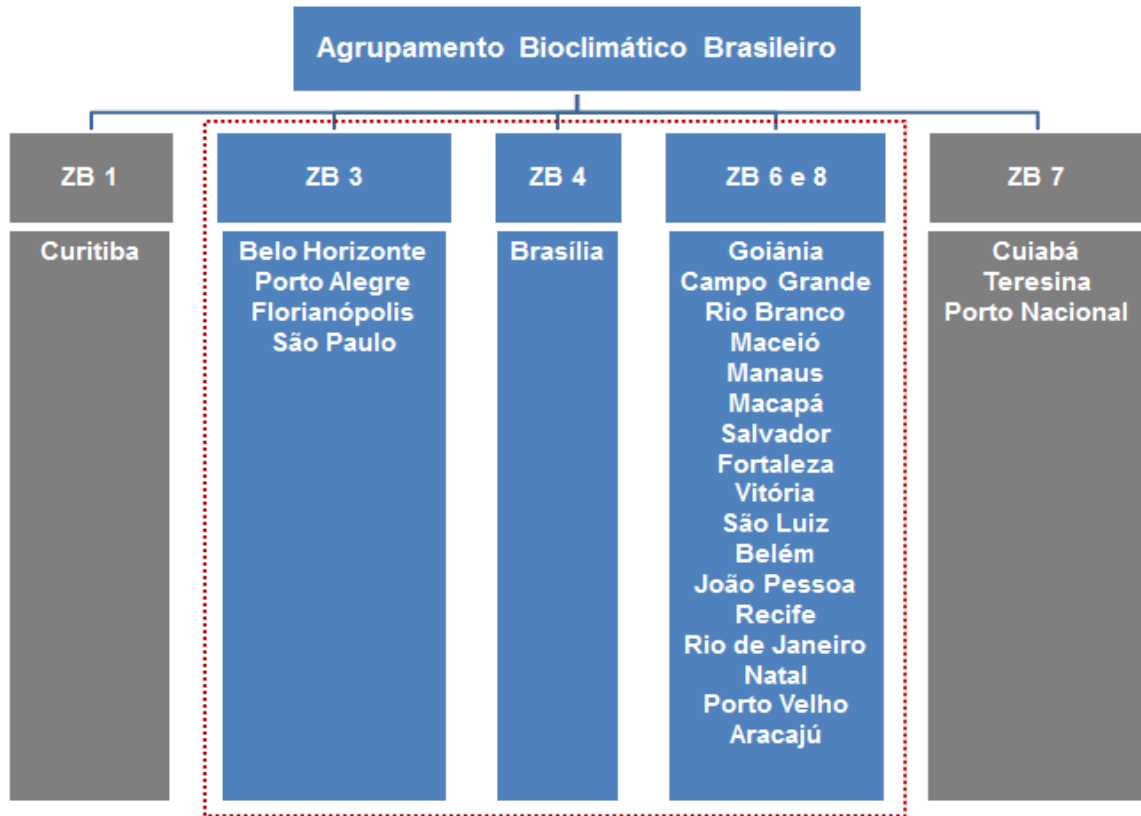 Agrupamento Bioclimático Brasileiro
ZB 1
Curitiba
ZB 3
Belo Horizonte
Porto Alegre
Florianópolis
São Paulo
ZB 4
Brasília
ZB 6 e 8
Goiânia
Campo Grande
Rio Branco
Maceió
Manaus
Macapá
Salvador
Fortaleza
Vitória
São Luiz
Belém
João Pessoa
Recife
Rio de Janeiro
Natal
Porto Velho
Aracajú
ZB 7
Cuiabá
Teresina
Porto Nacional